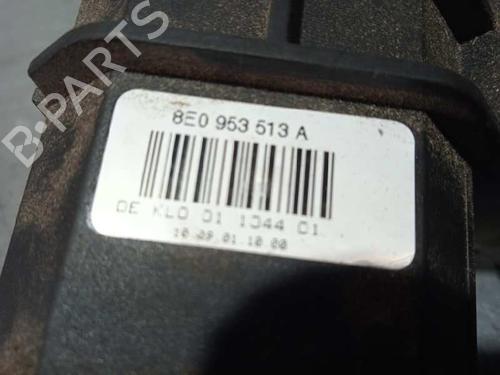 B-PARTS
8E0 953 513 A
DE KLO 01 1044 01
10.09.01.10.00